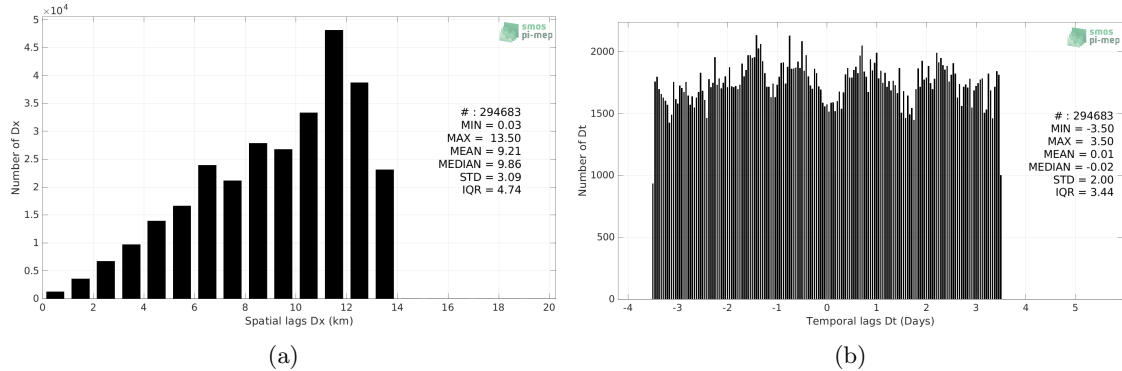 ×10⁴
5
4.5
4
3.5
3
2.5
2
1.5
1
0.5
0
Number of Dx
0 2 4 6 8 10 12 14 16 18 20
Spatial lags Dx (km)
smos
pi-mep
# : 294683
MIN = 0.03
MAX = 13.50
MEAN = 9.21
MEDIAN = 9.86
STD = 3.09
IQR = 4.74
(a)
2000
1500
1000
500
0
Number of Dt
-4 -3 -2 -1 0 1 2 3 4 5
Temporal lags Dt (Days)
smos
pi-mep
# : 294683
MIN = -3.50
MAX = 3.50
MEAN = 0.01
MEDIAN = -0.02
STD = 2.00
IQR = 3.44
(b)